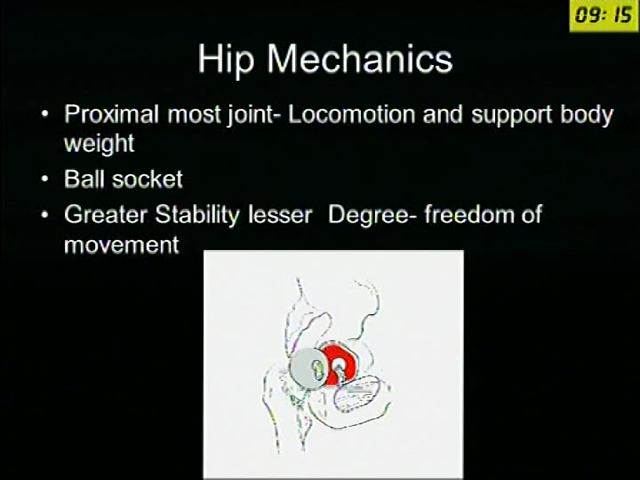 09:15
Hip Mechanics
• Proximal most joint- Locomotion and support body
weight
• Ball socket
• Greater Stability lesser Degree- freedom of
movement